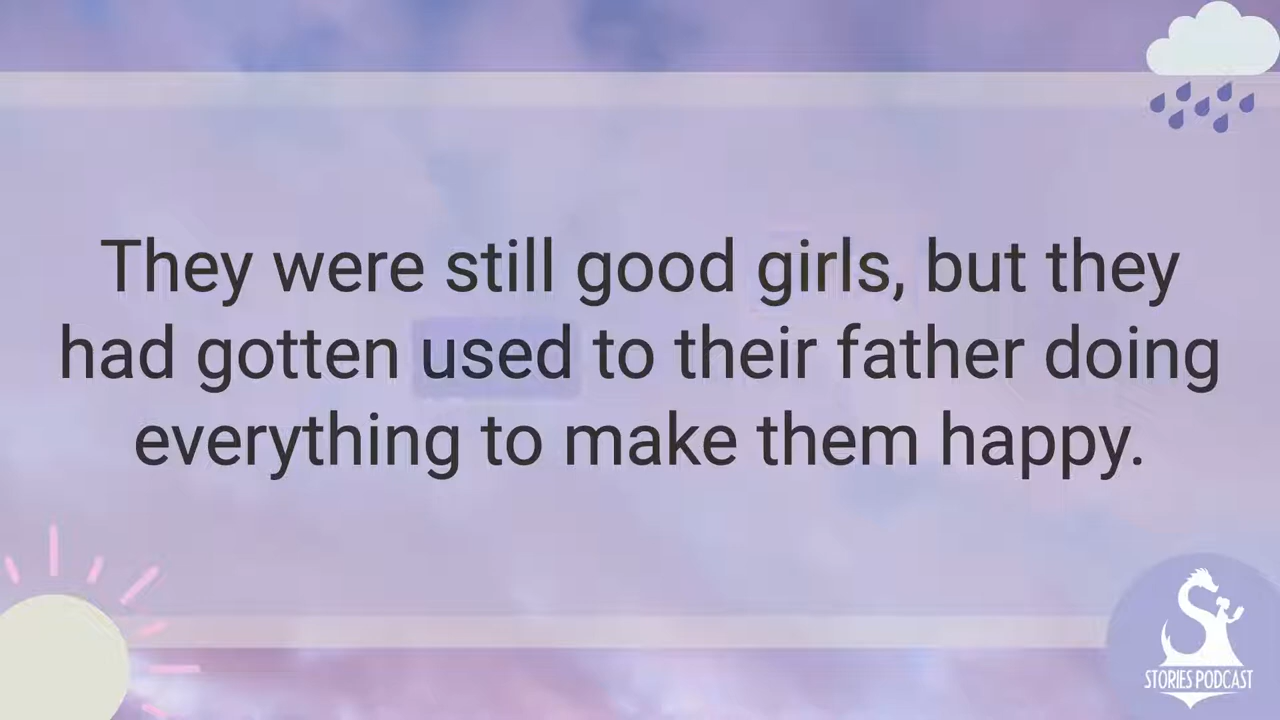 They were still good girls, but they
had gotten used to their father doing
everything to make them happy.
STORIES PODCAST